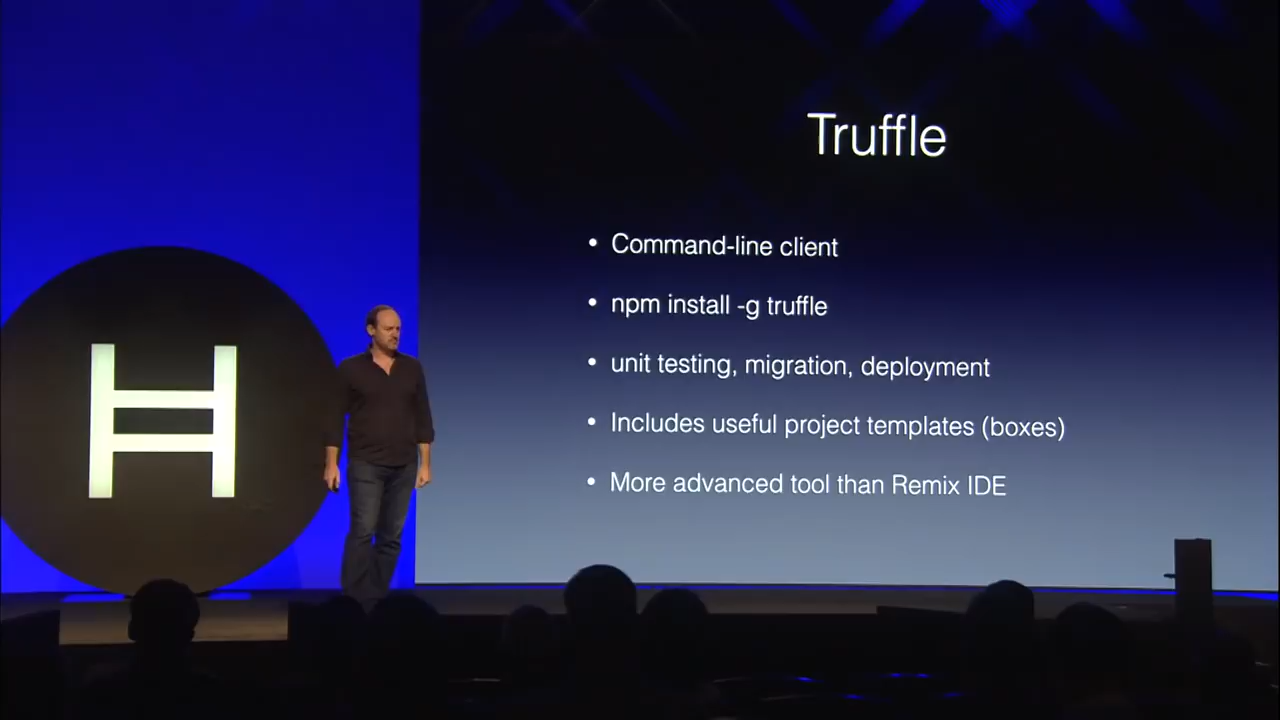 Truffle
• Command-line client
• npm install -g truffle
• unit testing, migration, deployment
• Includes useful project templates (boxes)
• More advanced tool than Remix IDE